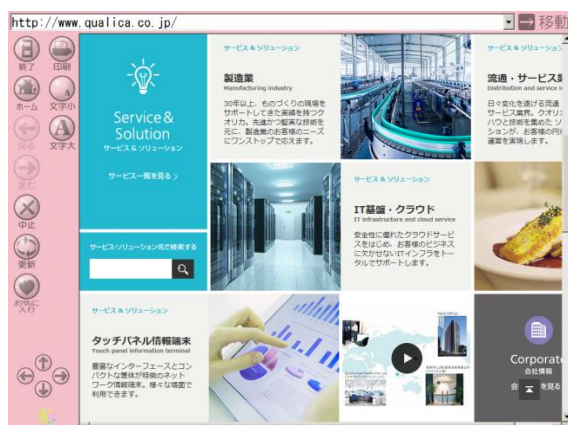 http://www.qualica.co.jp/
移動
終了
印刷
ホーム
文字小
戻る
文字大
進む
中止
更新
お気に
入り
Service &
Solution
サービス & ソリューション
サービス一覧を見る >
サービス・ソリューション名で検索する
サービス & ソリューション
製造業
Manufacturing industry
30年以上、ものづくりの現場を
サポートしてきた実績を持つク
オリカ。先進かつ堅実な技術を
元に、製造業のお客様のニーズ
にワンストップで応えます。
サービス & ソリューション
流通・サービス業
Distribution and service in
日々変化を遂げる流通
サービス業界。クオリ
ハウと技術を集めた ソ
ションが、お客様の円
運営を実現します。
サービス & ソリューション
IT基盤・クラウド
IT infrastructure and cloud service
安全性に優れたクラウドサービ
スをはじめ、お客様のビジネス
に欠かせないITインフラをトー
タルでサポートします。
サービス & ソリューション
タッチパネル情報端末
Touch panel information terminal
豊富なインターフェースとコン
パクトな筐体が特徴のネット
ワーク情報端末。様々な場面で
利用できます。
Corporate
会社情報
会
を見る